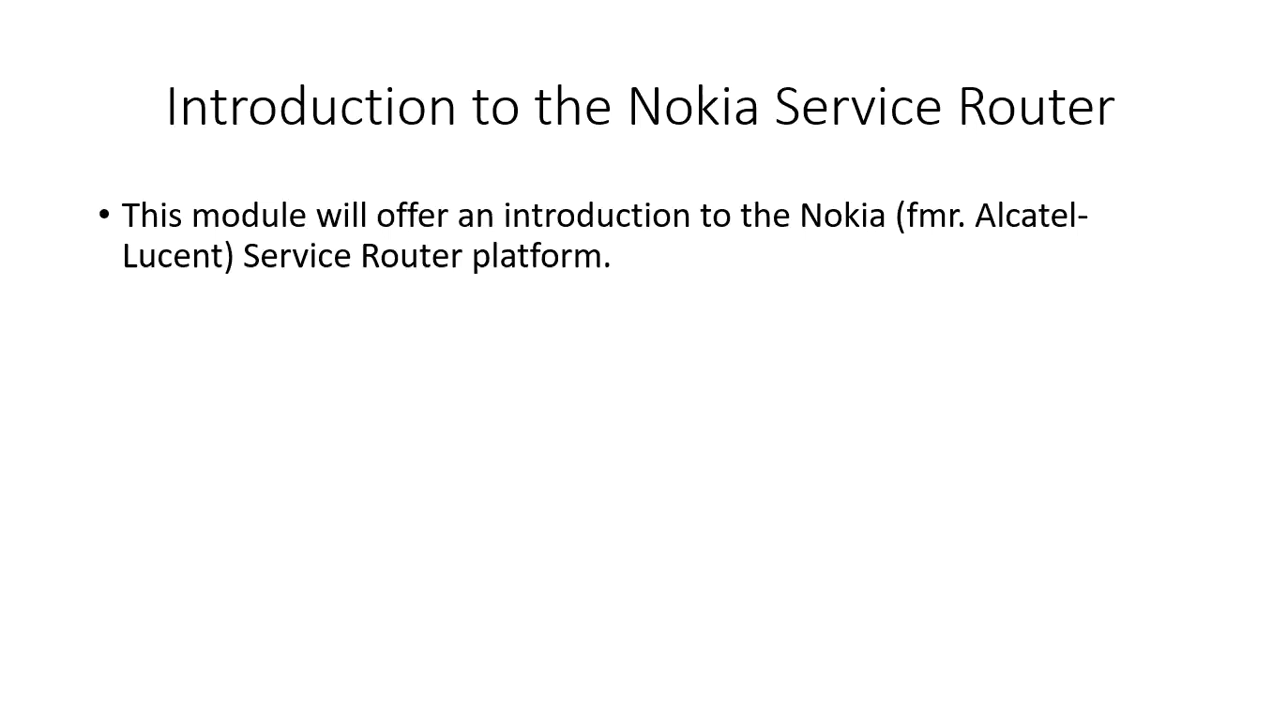 Introduction to the Nokia Service Router
• This module will offer an introduction to the Nokia (fmr. Alcatel-
Lucent) Service Router platform.